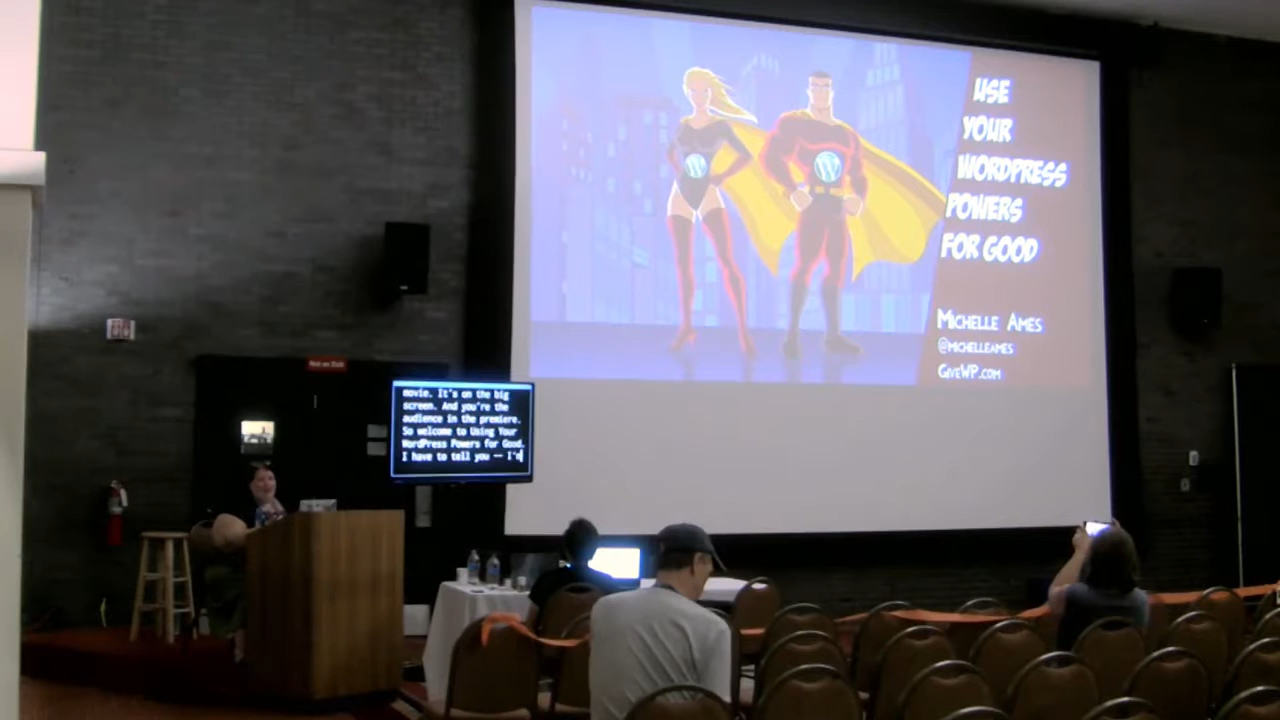 USE
YOUR
WORDPRESS
POWERS
FOR GOOD
MICHELLE AMES
@MICHELLEAMES
GIVEWP.COM
movie. It's on the big
screen. And you're the
audience in the premiere.
So welcome to Using Your
WordPress Powers for Good.
I have to tell you -- I'm